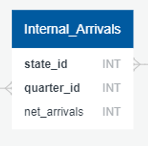 Internal_Arrivals
state_id INT
quarter_id INT
net_arrivals INT